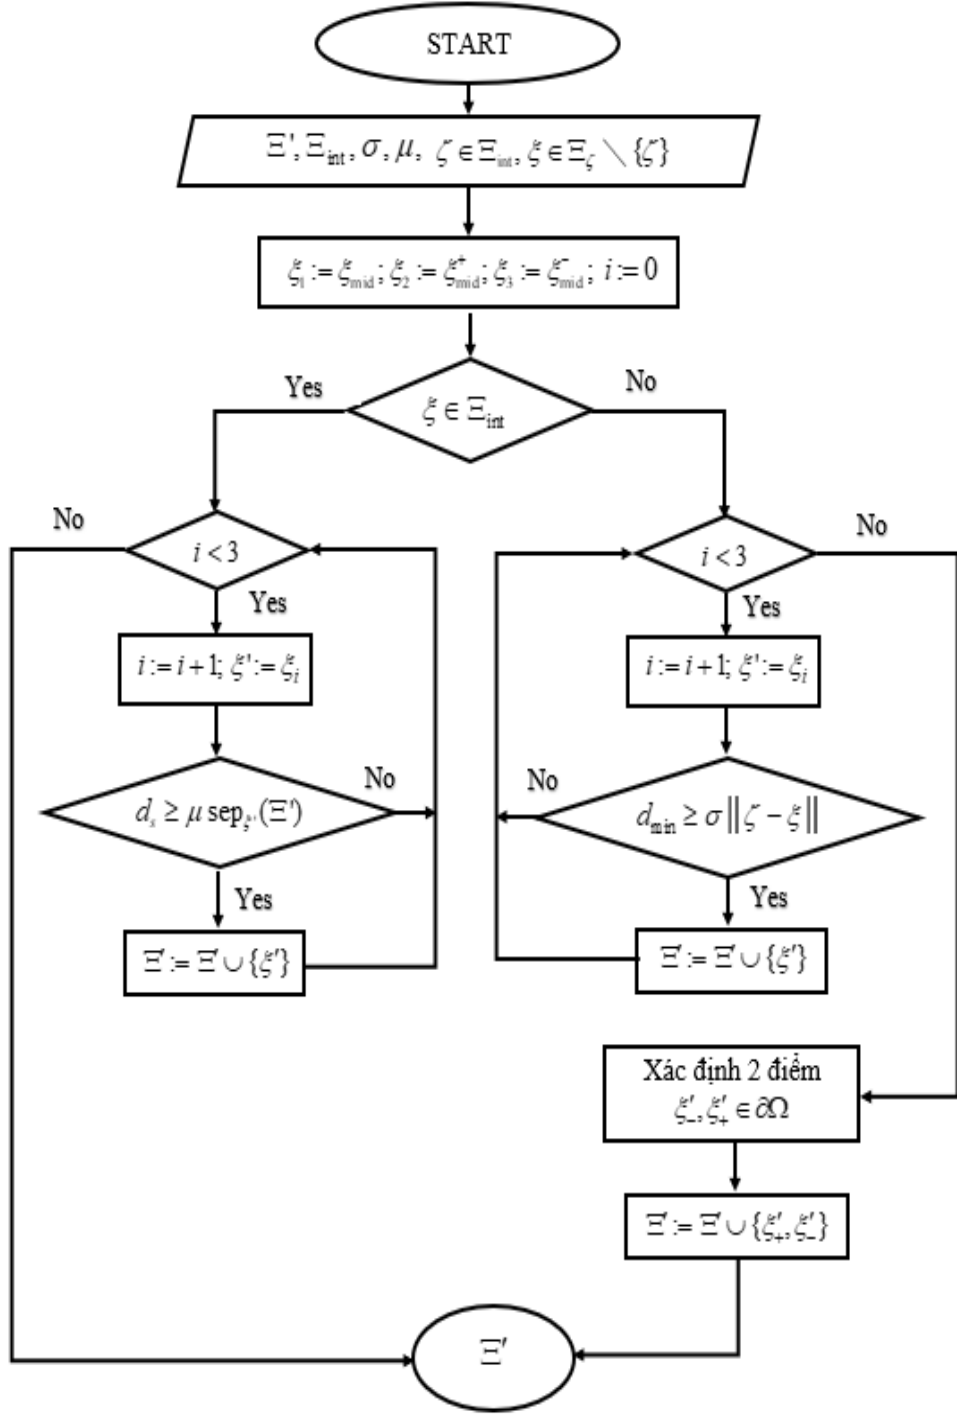 START
Ξ', Ξ_int, σ, μ, ζ ∈ Ξ_int, ξ ∈ Ξ_ζ \ {ζ}
ξ₁ := ξ_mid; ξ₂ := ξ⁺_mid; ξ₃ := ξ⁻_mid; i := 0
Yes
No
ξ ∈ Ξ_int
No
i < 3
Yes
i := i + 1; ξ' := ξ_i
No
d_s ≥ μ sep_ξ'(Ξ')
Yes
Ξ' := Ξ' ∪ {ξ'}
No
i < 3
Yes
i := i + 1; ξ' := ξ_i
No
d_min ≥ σ || ζ − ξ ||
Yes
Ξ' := Ξ' ∪ {ξ'}
Xác định 2 điểm
ξ'₋, ξ'₊ ∈ ∂Ω
Ξ' := Ξ' ∪ {ξ'₊, ξ'₋}
Ξ'